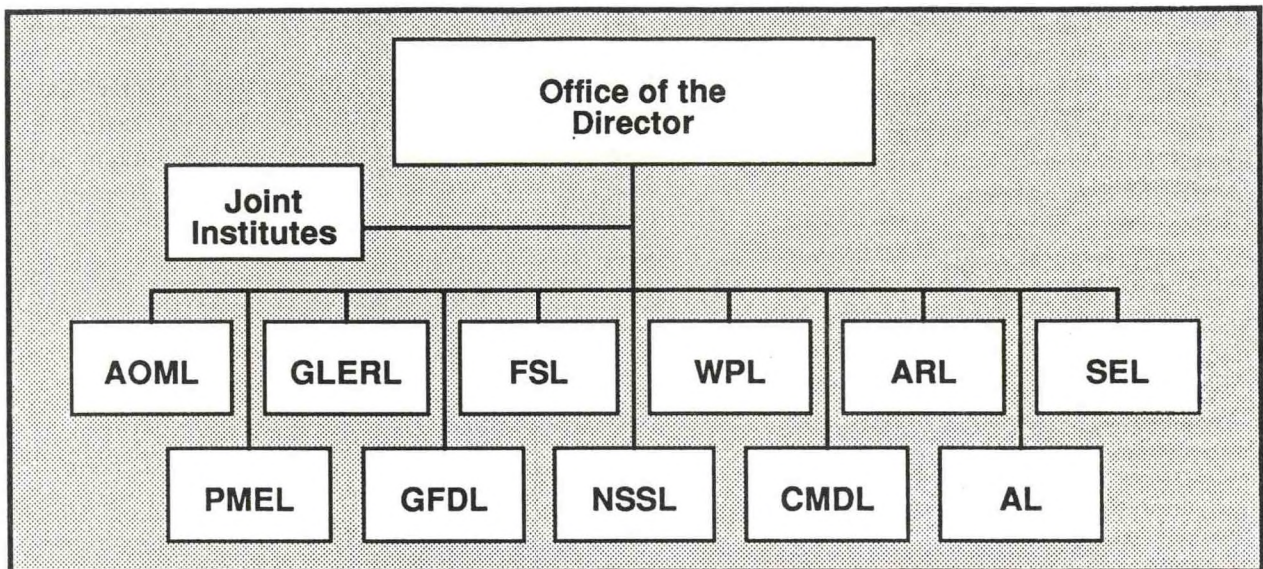 Office of the
Director
Joint
Institutes
AOML
GLERL
FSL
WPL
ARL
SEL
PMEL
GFDL
NSSL
CMDL
AL